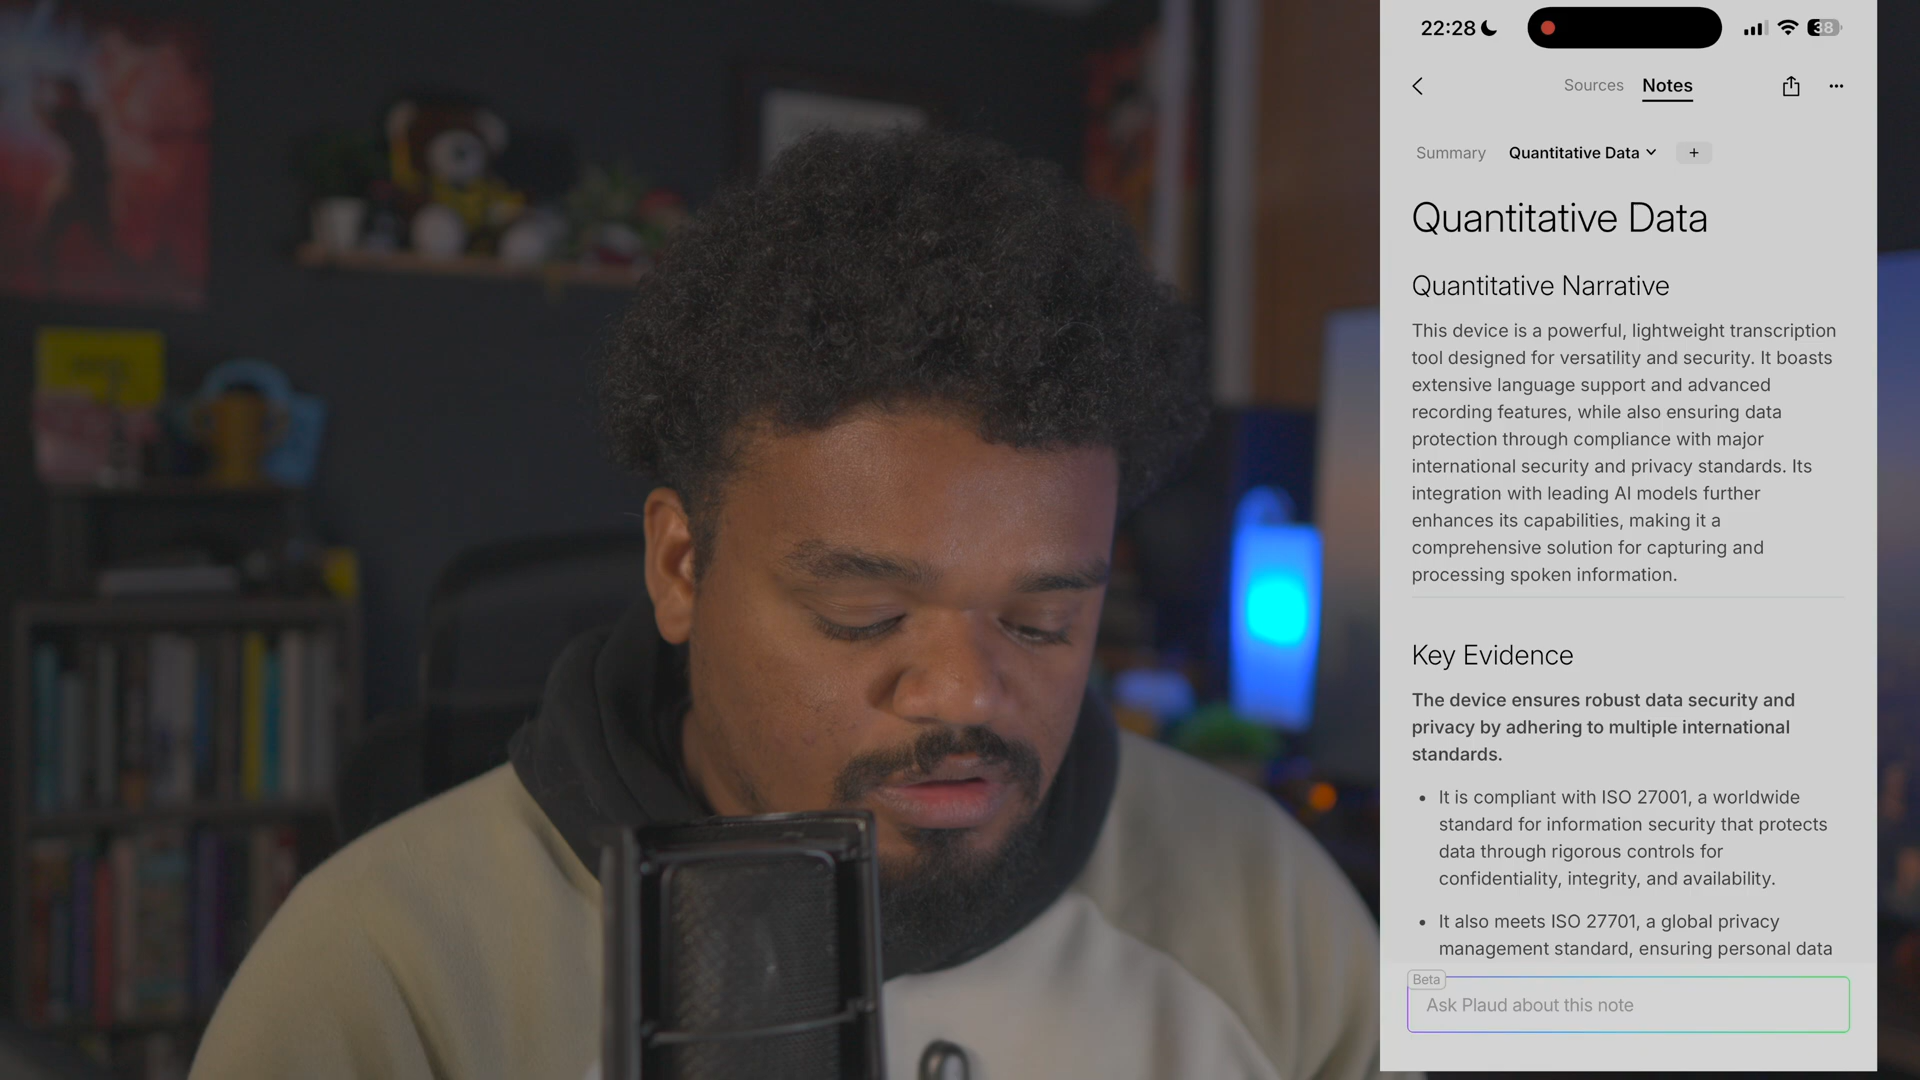 22:28
38
Sources Notes
Summary Quantitative Data +
Quantitative Data
Quantitative Narrative
This device is a powerful, lightweight transcription
tool designed for versatility and security. It boasts
extensive language support and advanced
recording features, while also ensuring data
protection through compliance with major
international security and privacy standards. Its
integration with leading AI models further
enhances its capabilities, making it a
comprehensive solution for capturing and
processing spoken information.
Key Evidence
The device ensures robust data security and
privacy by adhering to multiple international
standards.
• It is compliant with ISO 27001, a worldwide
standard for information security that protects
data through rigorous controls for
confidentiality, integrity, and availability.
• It also meets ISO 27701, a global privacy
management standard, ensuring personal data
Beta
Ask Plaud about this note